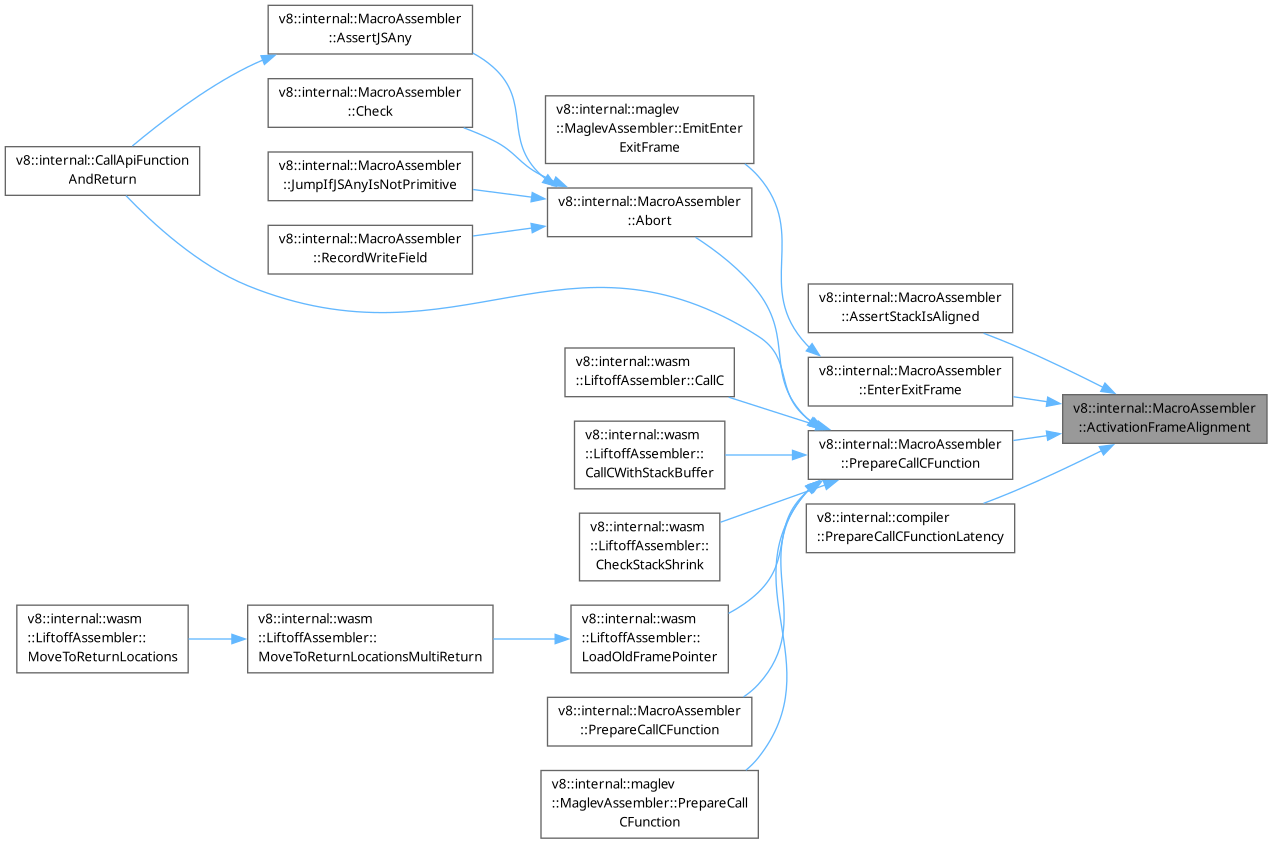 v8::internal::MacroAssembler
::AssertJSAny
v8::internal::MacroAssembler
::Check
v8::internal::maglev
::MaglevAssembler::EmitEnter
ExitFrame
v8::internal::CallApiFunction
AndReturn
v8::internal::MacroAssembler
::JumpIfJSAnyIsNotPrimitive
v8::internal::MacroAssembler
::Abort
v8::internal::MacroAssembler
::RecordWriteField
v8::internal::MacroAssembler
::AssertStackIsAligned
v8::internal::wasm
::LiftoffAssembler::CallC
v8::internal::MacroAssembler
::EnterExitFrame
v8::internal::MacroAssembler
::ActivationFrameAlignment
v8::internal::wasm
::LiftoffAssembler::
CallCWithStackBuffer
v8::internal::MacroAssembler
::PrepareCallCFunction
v8::internal::compiler
::PrepareCallCFunctionLatency
v8::internal::wasm
::LiftoffAssembler::
CheckStackShrink
v8::internal::wasm
::LiftoffAssembler::
MoveToReturnLocations
v8::internal::wasm
::LiftoffAssembler::
MoveToReturnLocationsMultiReturn
v8::internal::wasm
::LiftoffAssembler::
LoadOldFramePointer
v8::internal::MacroAssembler
::PrepareCallCFunction
v8::internal::maglev
::MaglevAssembler::PrepareCall
CFunction